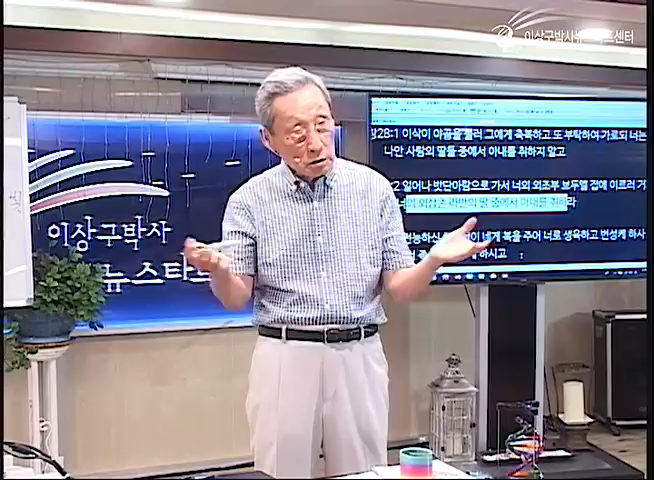 이상구박사뉴스타트센터
창28:1 이삭이 야곱을 불러 그에게 축복하고 또 부탁하여 가로되 너는
나안 사람의 딸들 중에서 아내를 취하지 말고
2 일어나 밧단아람으로 가서 너의 외조부 브두엘 집에 이르러 거
너의 외삼촌 라반의 딸 중에서 아내를 취하라
전능하신 네게 복을 주어 너로 생육하고 번성케 하사
하시고
이상구박사
뉴스타트